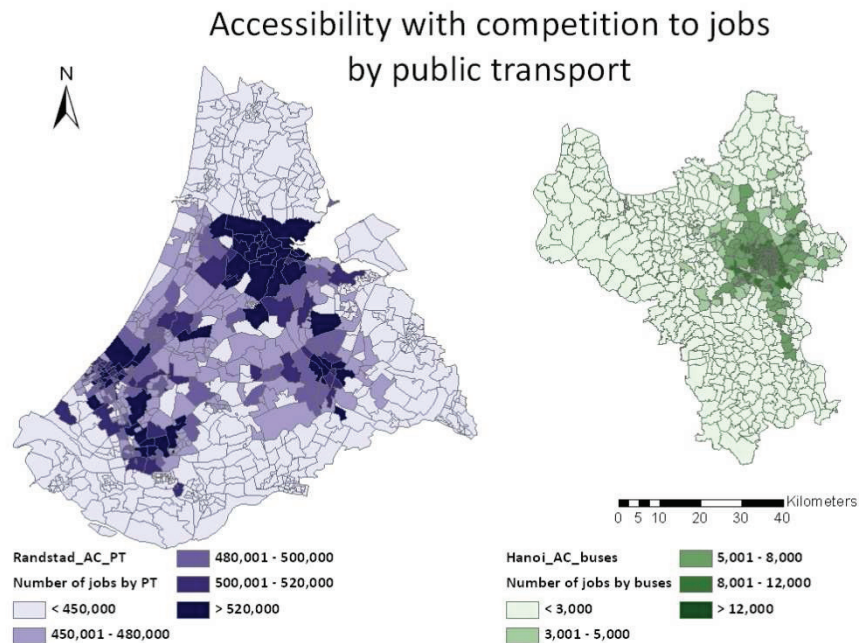 Accessibility with competition to jobs
by public transport
N
Kilometers
0 5 10 20 30 40
Randstad_AC_PT
Number of jobs by PT
< 450,000
450,001 - 480,000
480,001 - 500,000
500,001 - 520,000
> 520,000
Hanoi_AC_buses
Number of jobs by buses
< 3,000
3,001 - 5,000
5,001 - 8,000
8,001 - 12,000
> 12,000